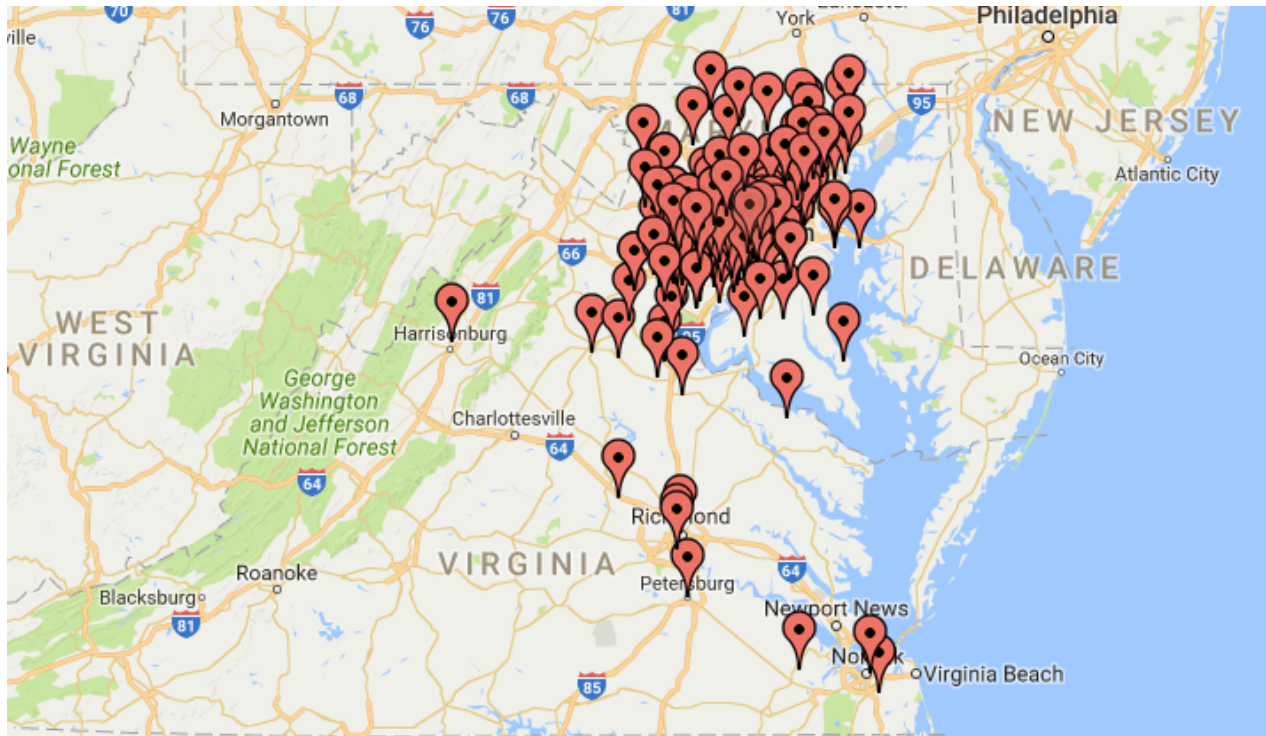 70
81
York
Philadelphia
ville
76
76
68
68
95
Morgantown
NEW JERSEY
Wayne
onal Forest
Atlantic City
66
DELAWARE
81
WEST
VIRGINIA
Harrisonburg
95
Ocean City
George
Washington
and Jefferson
National Forest
Charlottesville
64
64
Richmond
VIRGINIA
64
Roanoke
Petersburg
Blacksburg
81
Newport News
Norfolk
Virginia Beach
85